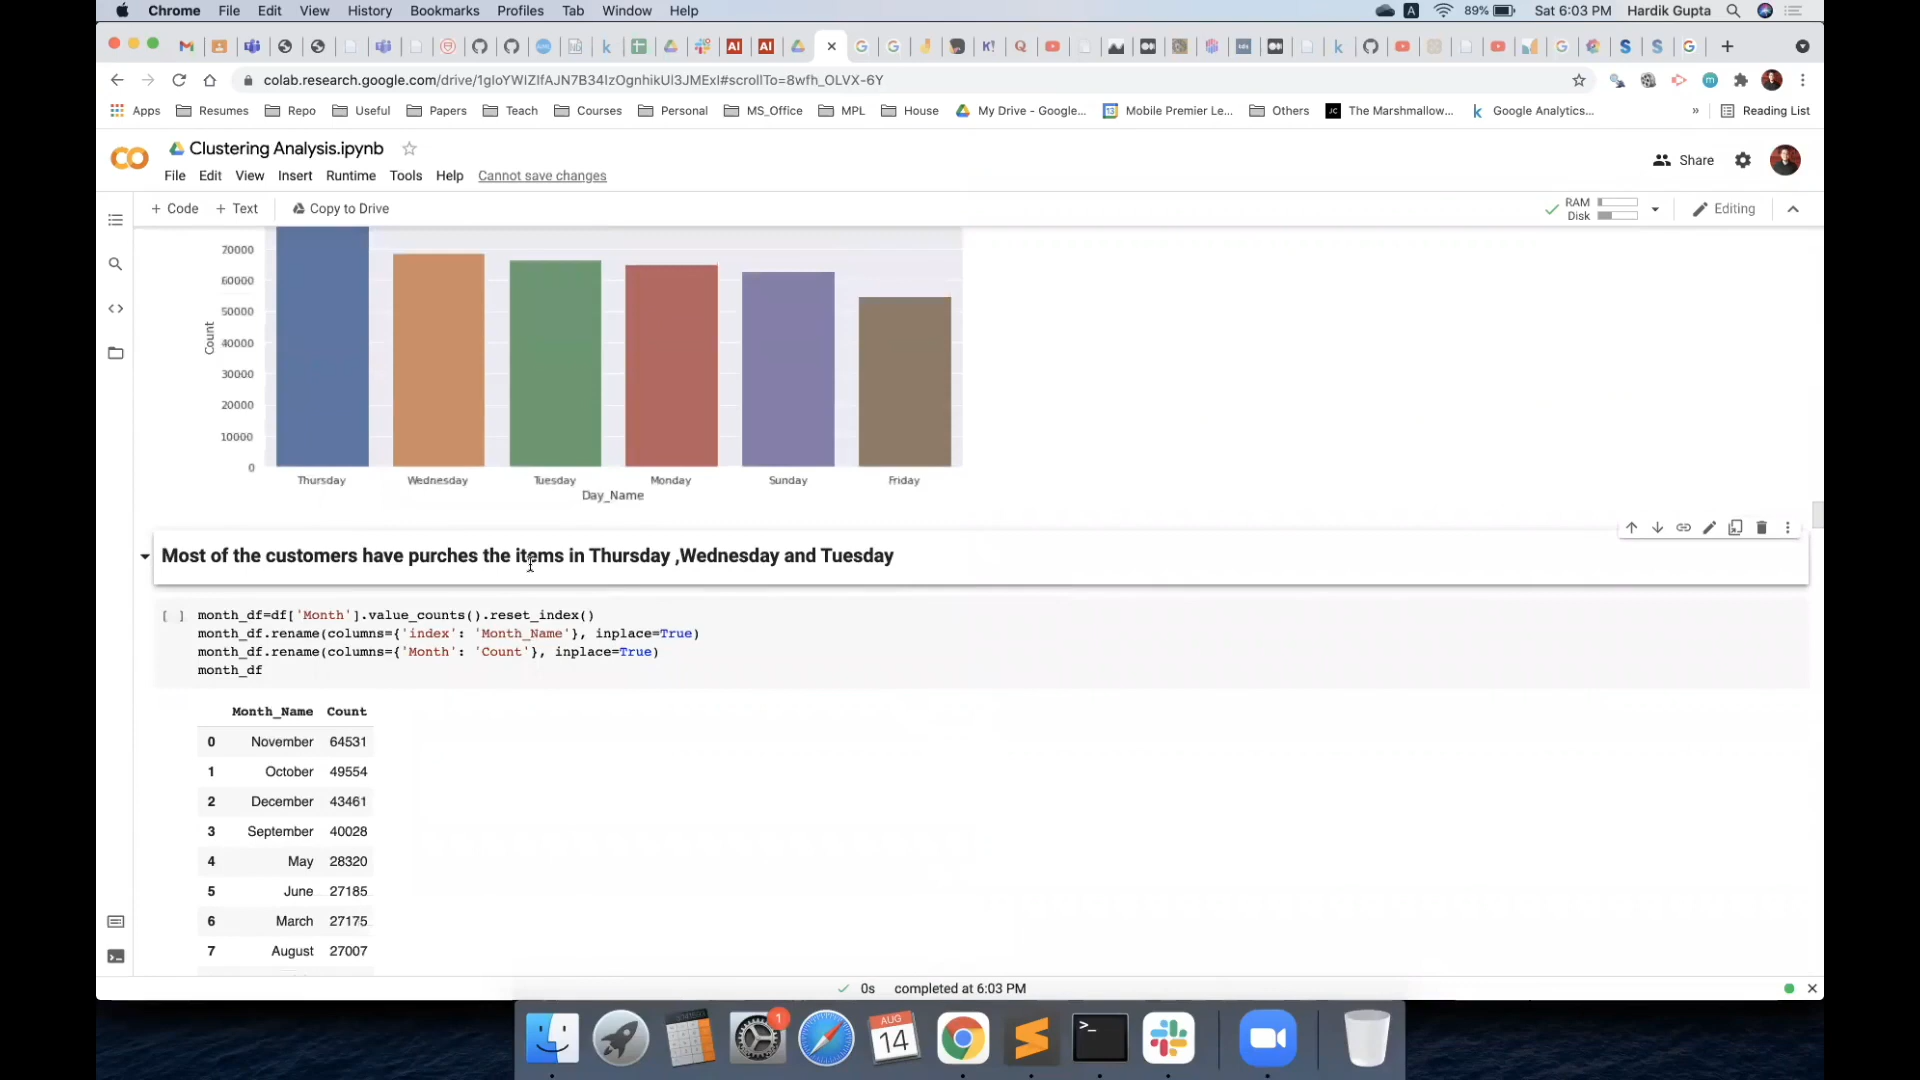 Chrome File Edit View History Bookmarks Profiles Tab Window Help
A 89% Sat 6:03 PM Hardik Gupta
colab.research.google.com/drive/1gIoYWIZIfAJN7B34IzOgnhikUI3JMExI#scrollTo=8wfh_OLVX-6Y
Apps Resumes Repo Useful Papers Teach Courses Personal MS_Office MPL House My Drive - Google... Mobile Premier Le... Others The Marshmallow... Google Analytics... » Reading List
Clustering Analysis.ipynb
Share
File Edit View Insert Runtime Tools Help Cannot save changes
+ Code + Text Copy to Drive
RAM
Disk
Editing
70000
60000
50000
40000
30000
20000
10000
0
Count
Thursday Wednesday Tuesday Monday Sunday Friday
Day_Name
Most of the customers have purches the items in Thursday ,Wednesday and Tuesday
[ ] month_df=df['Month'].value_counts().reset_index()
month_df.rename(columns={'index': 'Month_Name'}, inplace=True)
month_df.rename(columns={'Month': 'Count'}, inplace=True)
month_df
Month_Name Count
0 November 64531
1 October 49554
2 December 43461
3 September 40028
4 May 28320
5 June 27185
6 March 27175
7 August 27007
0s completed at 6:03 PM
1
AUG
14